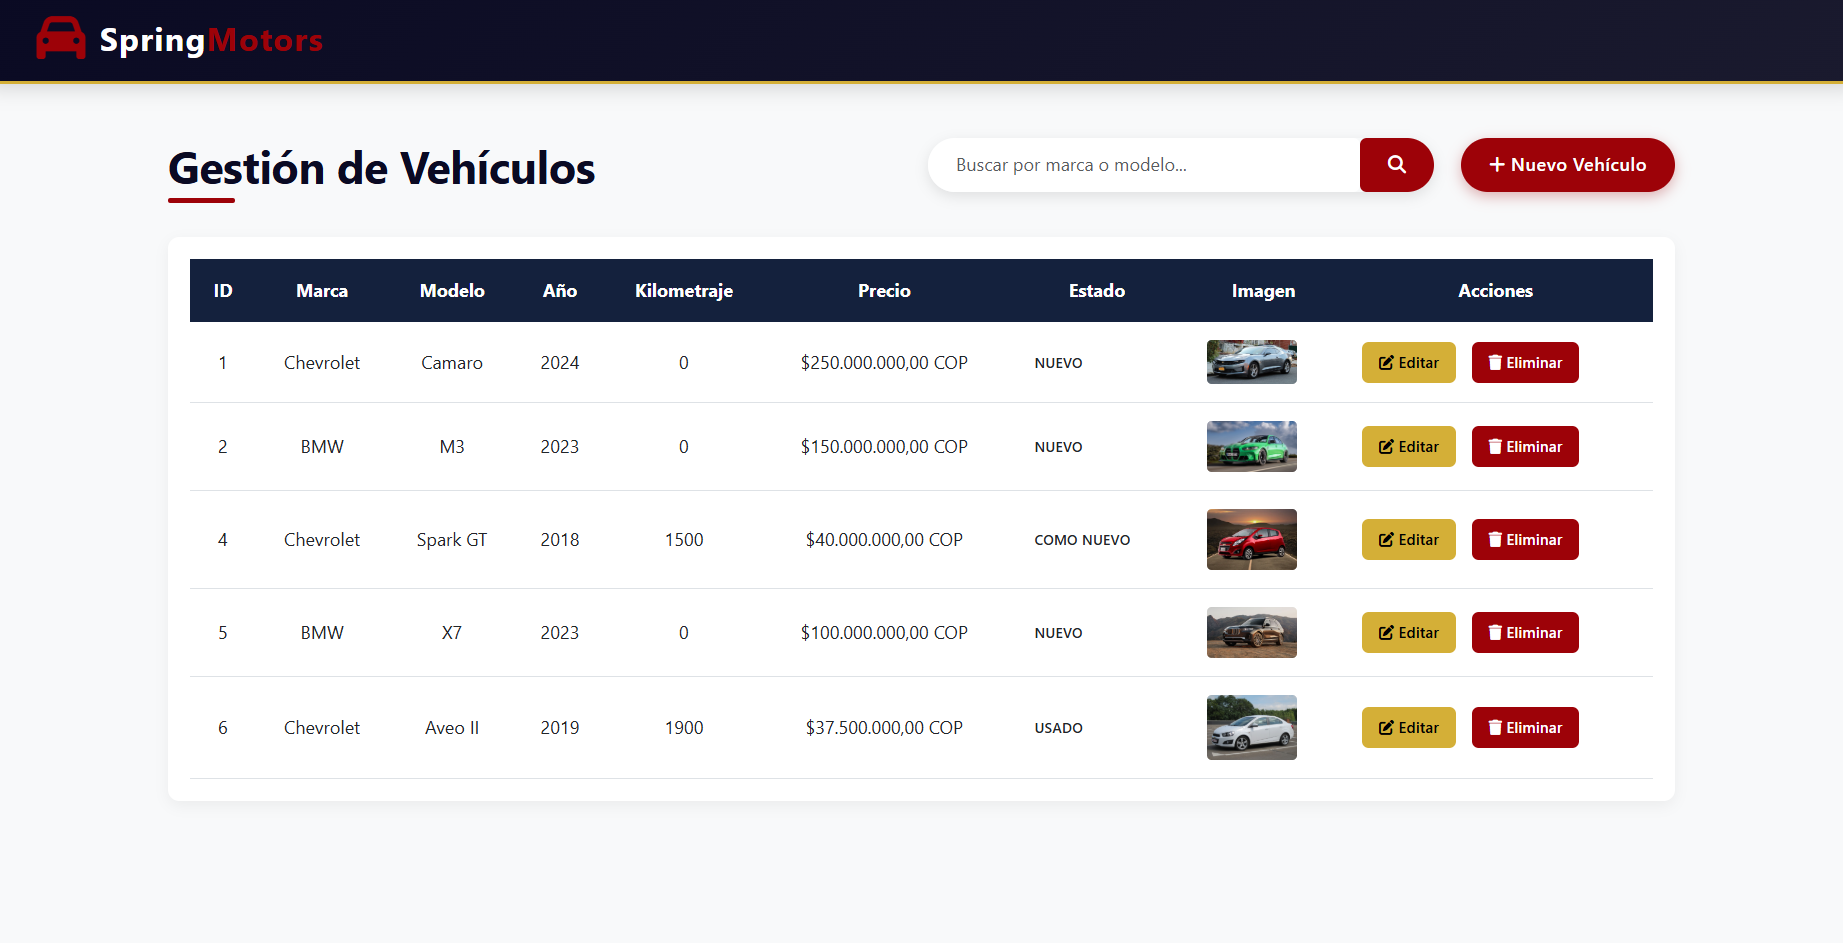 SpringMotors
Gestión de Vehículos
Buscar por marca o modelo...
Nuevo Vehículo
ID Marca Modelo Año Kilometraje Precio Estado Imagen Acciones
1 Chevrolet Camaro 2024 0 $250.000.000,00 COP NUEVO Editar Eliminar
2 BMW M3 2023 0 $150.000.000,00 COP NUEVO Editar Eliminar
4 Chevrolet Spark GT 2018 1500 $40.000.000,00 COP COMO NUEVO Editar Eliminar
5 BMW X7 2023 0 $100.000.000,00 COP NUEVO Editar Eliminar
6 Chevrolet Aveo II 2019 1900 $37.500.000,00 COP USADO Editar Eliminar